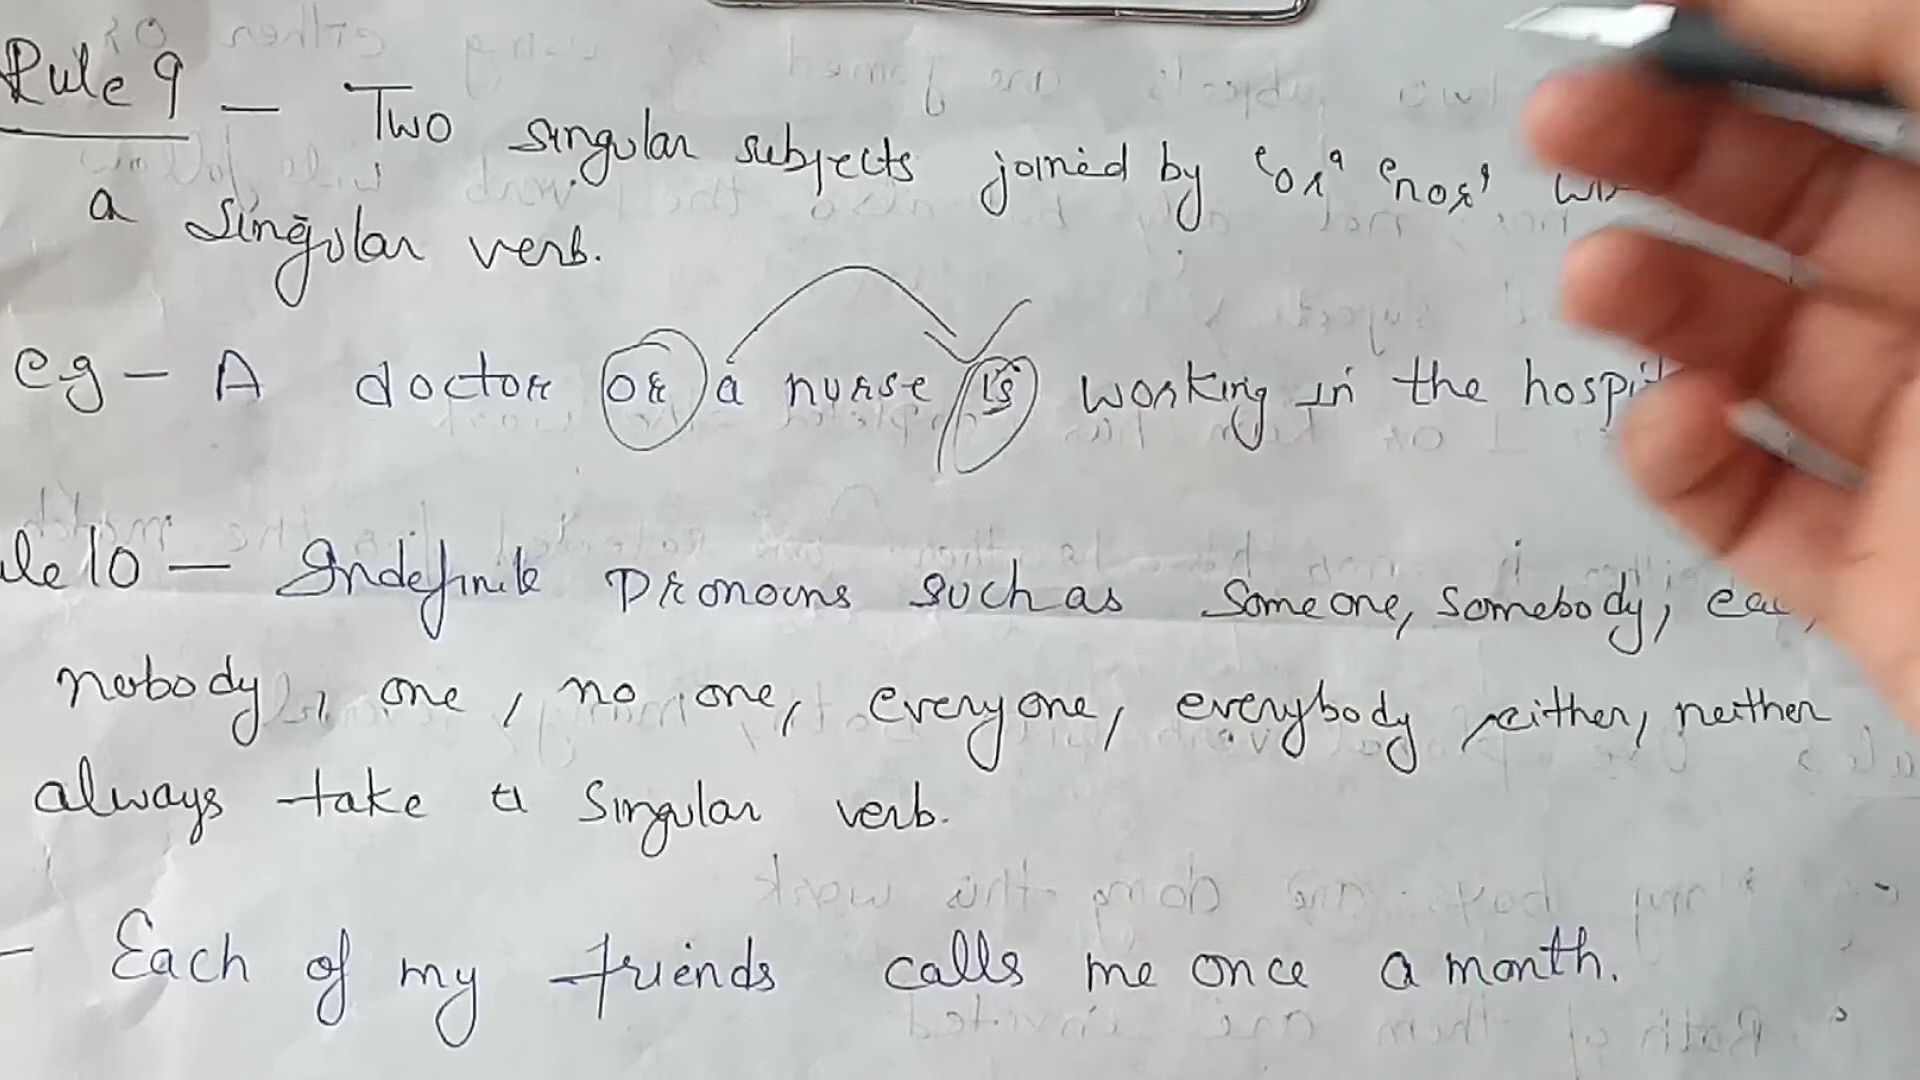 Rule 9 - Two singular subjects joined by 'or' 'nor'
a singular verb.
eg - A doctor or a nurse is working in the
10 - Indefinite Pronouns such as someone, somebody,
nobody, one, no one, everyone, everybody, either, neither
always take a singular verb.
- Each of my friends calls me once a month.